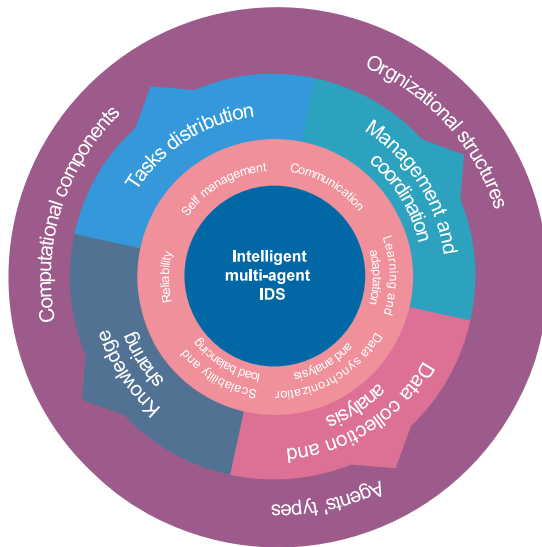 Computational components
Orgnizational structures
Agents' types
Tasks distribution
Management and
coordination
Data collection and
analysis
Knowledge
sharing
Self management
Communication
Learning and
adaptation
Data synchronization
and analysis
Scalability and
load balancing
Reliability
Intelligent
multi-agent
IDS